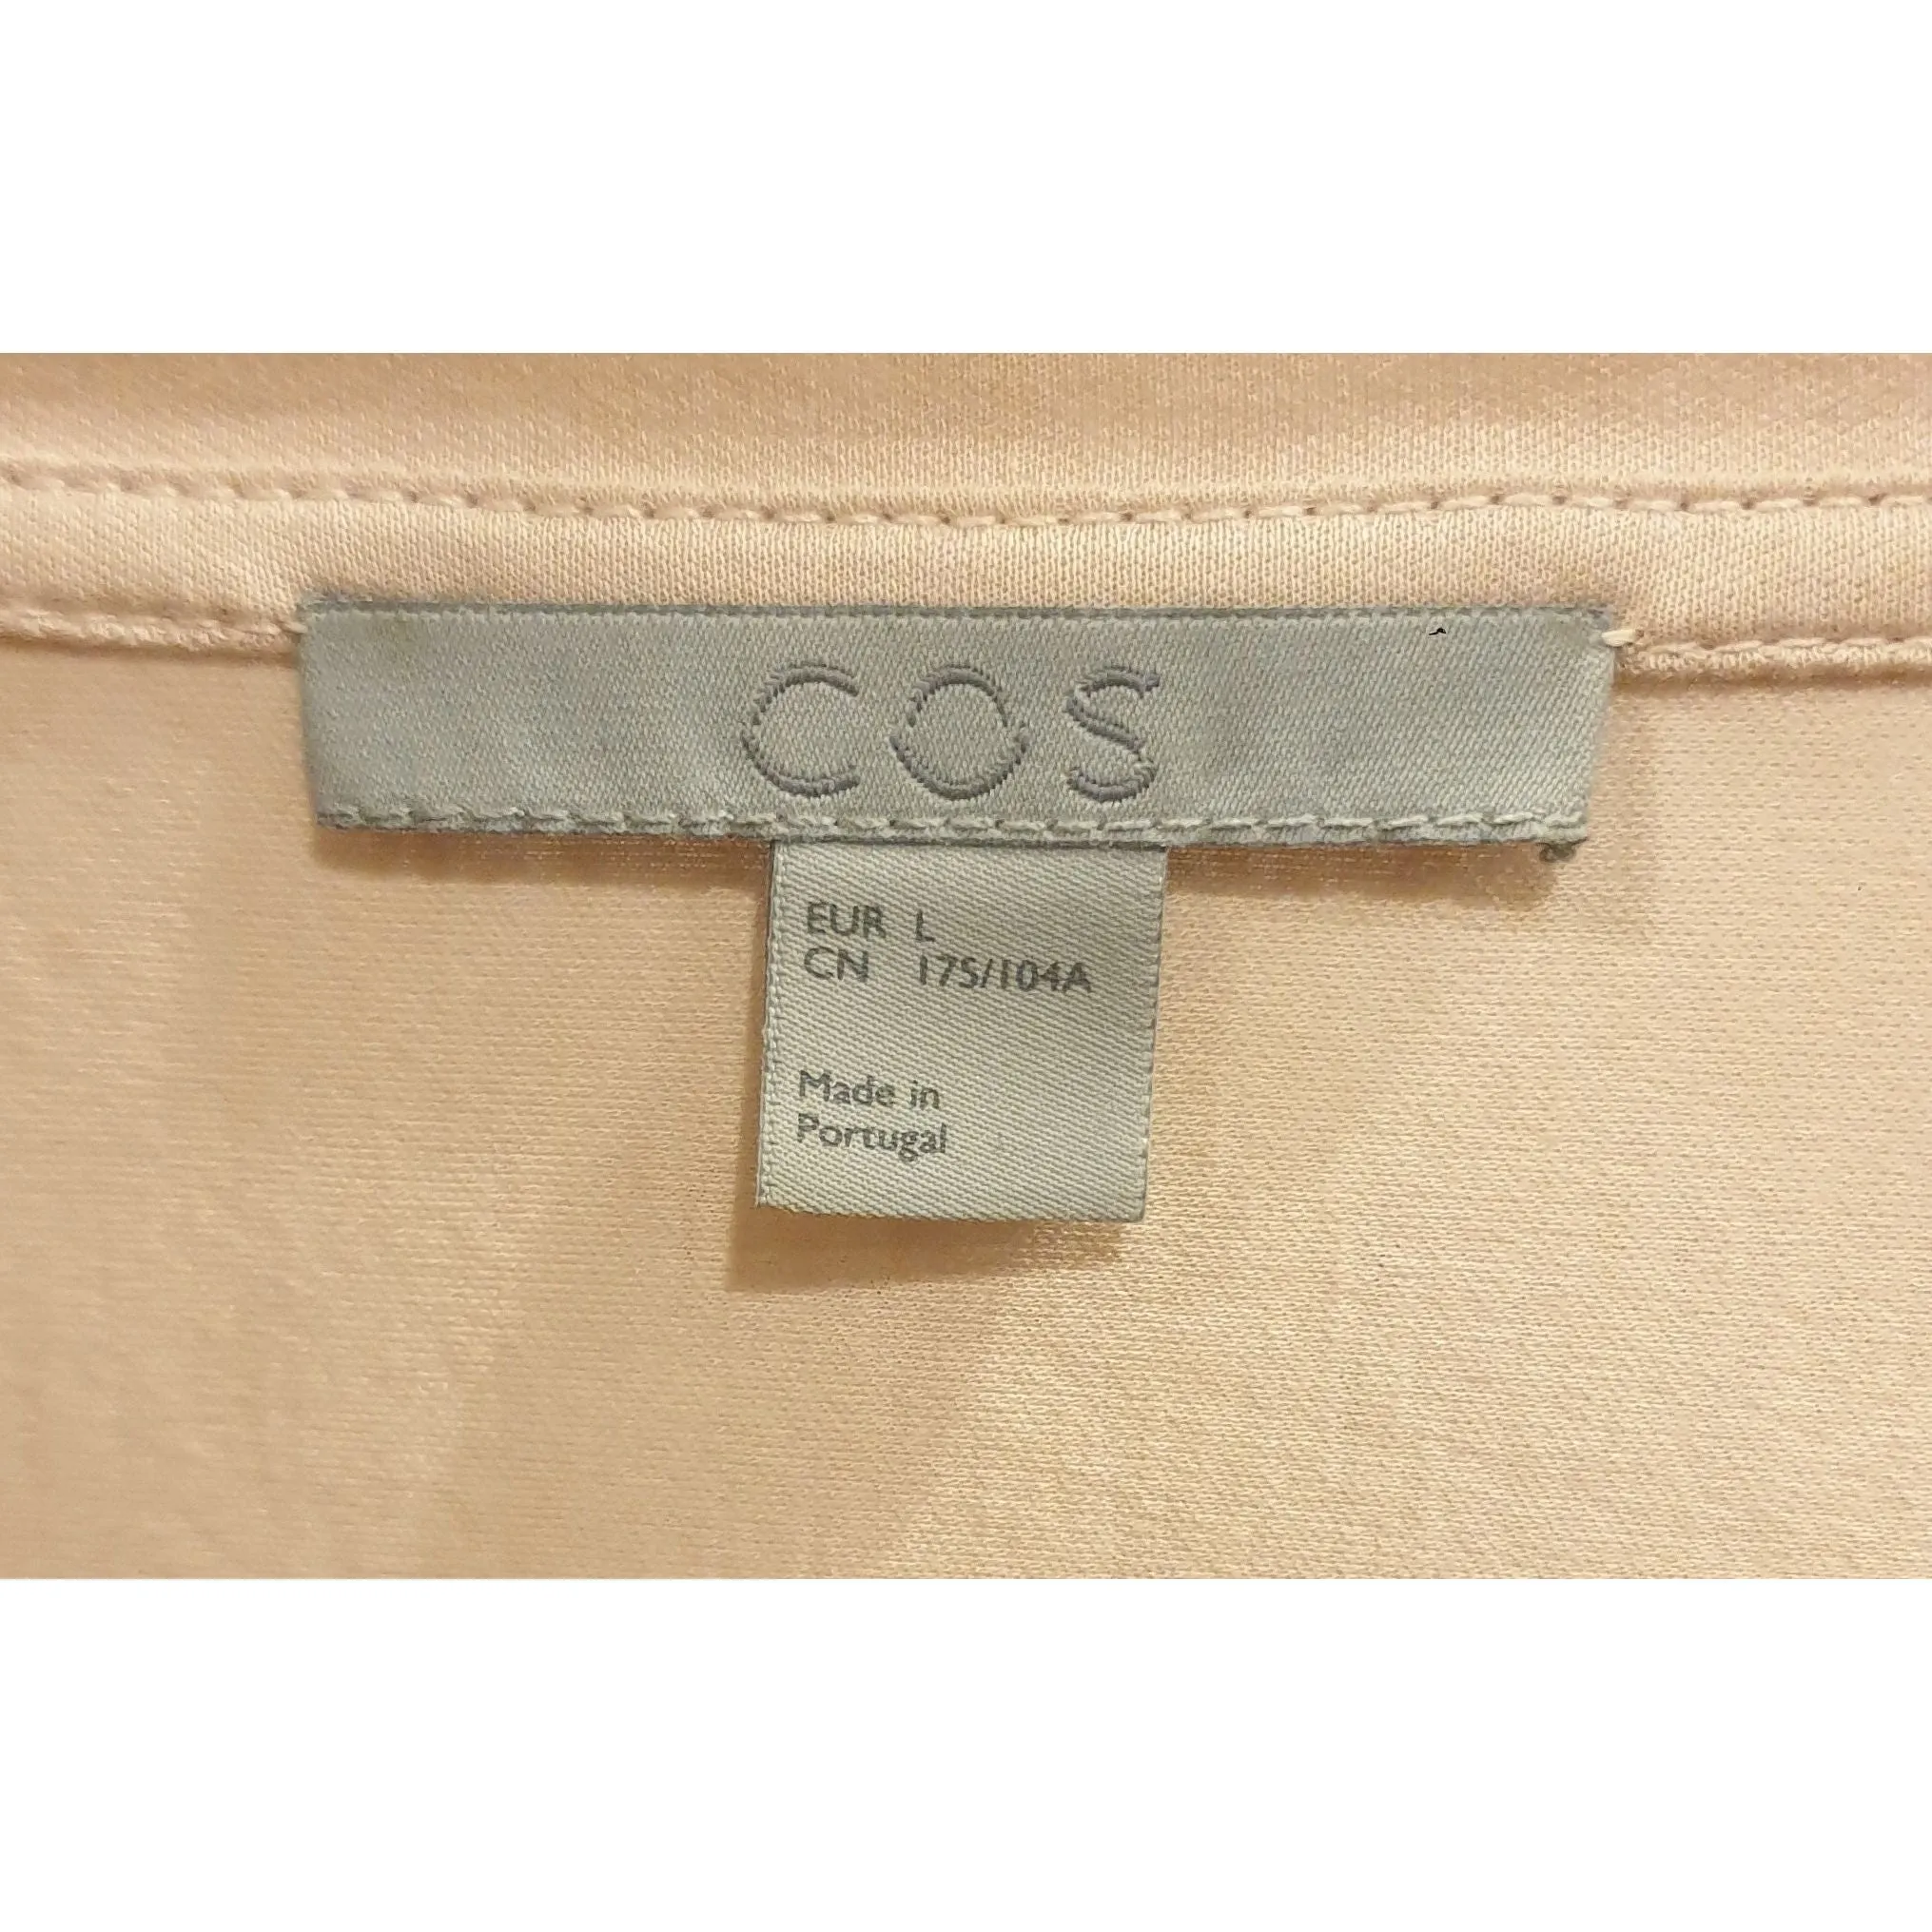 COS
EUR L
CN 175/104A
Made in
Portugal